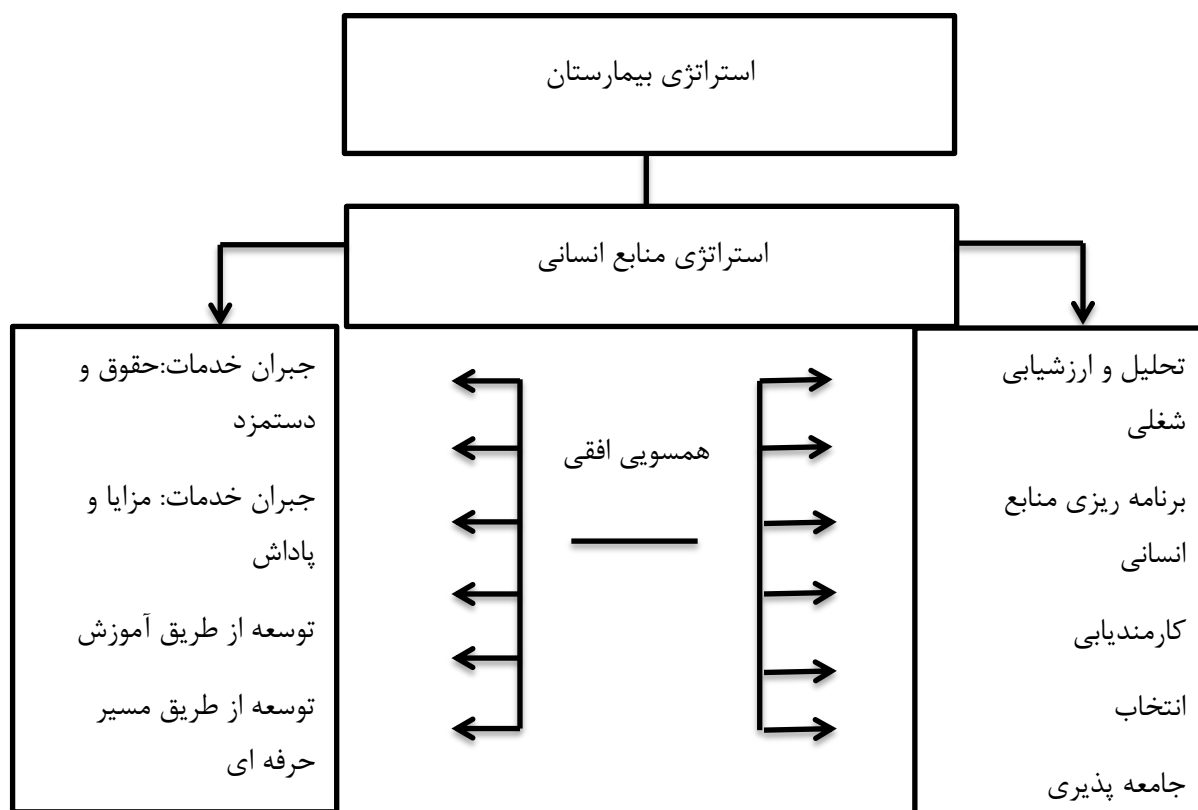 استراتژی بیمارستان
استراتژی منابع انسانی
تحلیل و ارزشیابی
شغلی
برنامه ریزی منابع
انسانی
کارمندیابی
انتخاب
جامعه پذیری
همسویی افقی
جبران خدمات:حقوق و
دستمزد
جبران خدمات: مزایا و
پاداش
توسعه از طریق آموزش
توسعه از طریق مسیر
حرفه ای